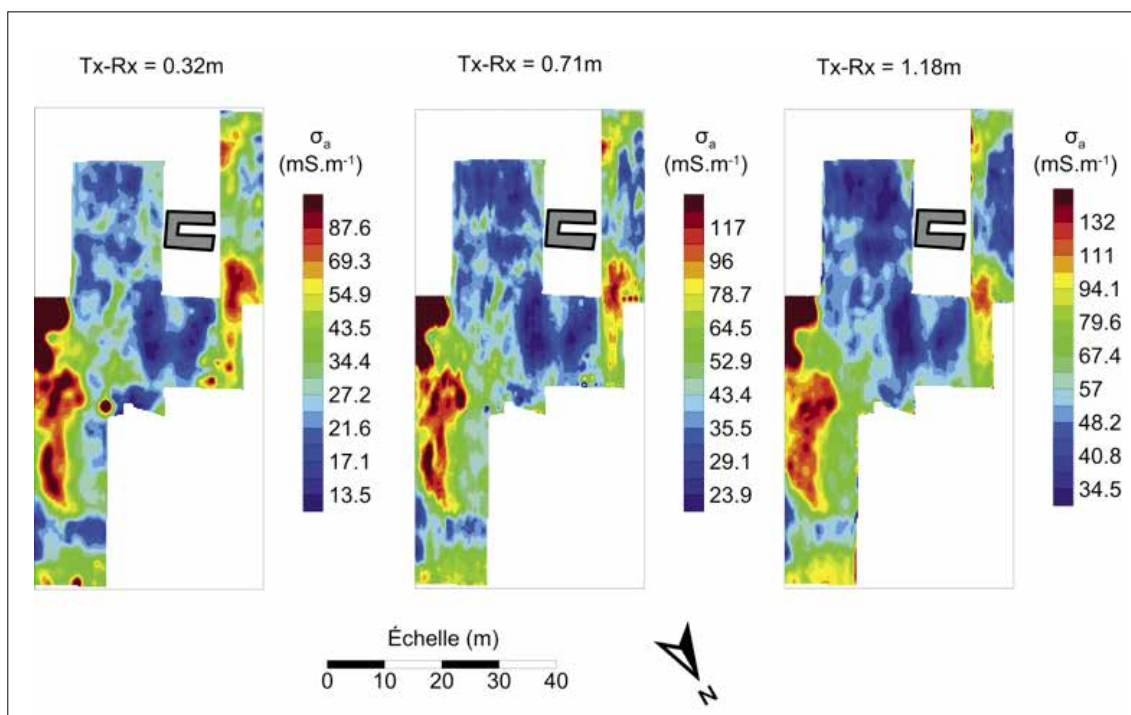 Tx-Rx = 0.32m
σa
(mS.m-1)
87.6
69.3
54.9
43.5
34.4
27.2
21.6
17.1
13.5
Tx-Rx = 0.71m
σa
(mS.m-1)
117
96
78.7
64.5
52.9
43.4
35.5
29.1
23.9
Tx-Rx = 1.18m
σa
(mS.m-1)
132
111
94.1
79.6
67.4
57
48.2
40.8
34.5
Échelle (m)
0 10 20 30 40
N